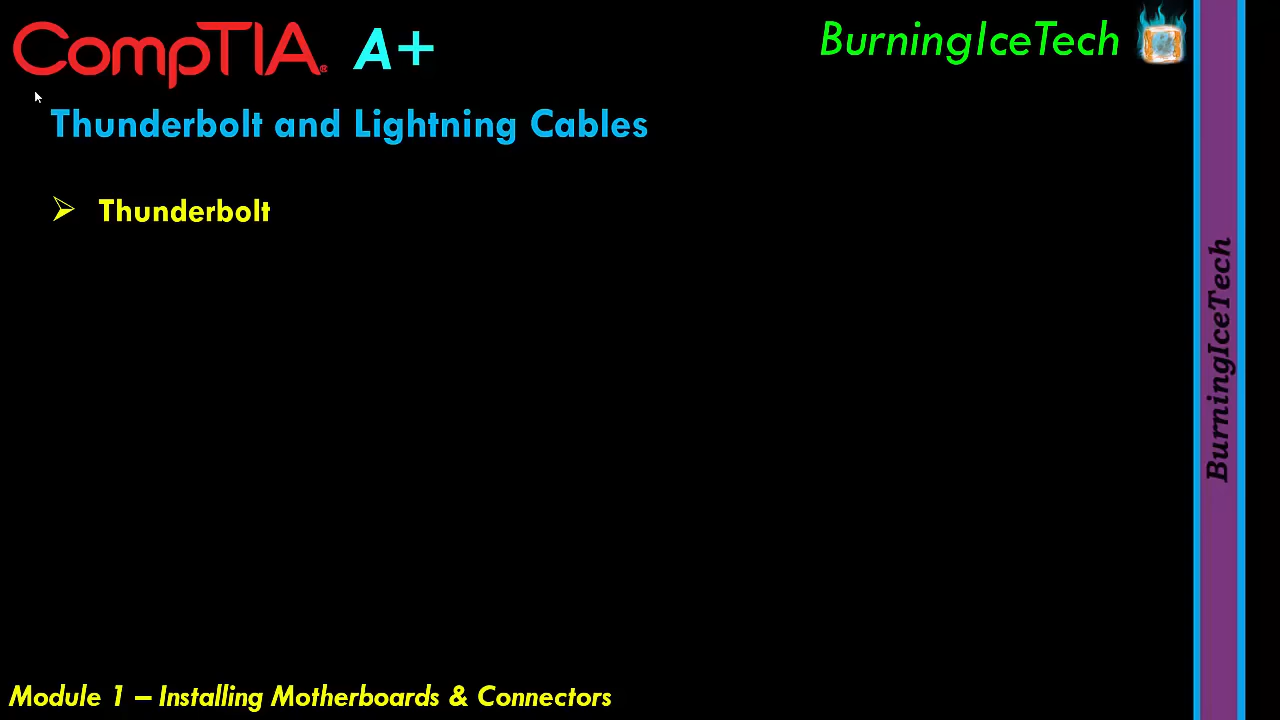 CompTIA® A+
BurningIceTech
Thunderbolt and Lightning Cables
➢ Thunderbolt
BurningIceTech
Module 1 – Installing Motherboards & Connectors